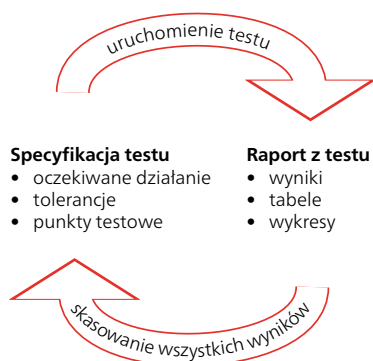 uruchomienie testu
Specyfikacja testu
• oczekiwane działanie
• tolerancje
• punkty testowe
Raport z testu
• wyniki
• tabele
• wykresy
skasowanie wszystkich wyników